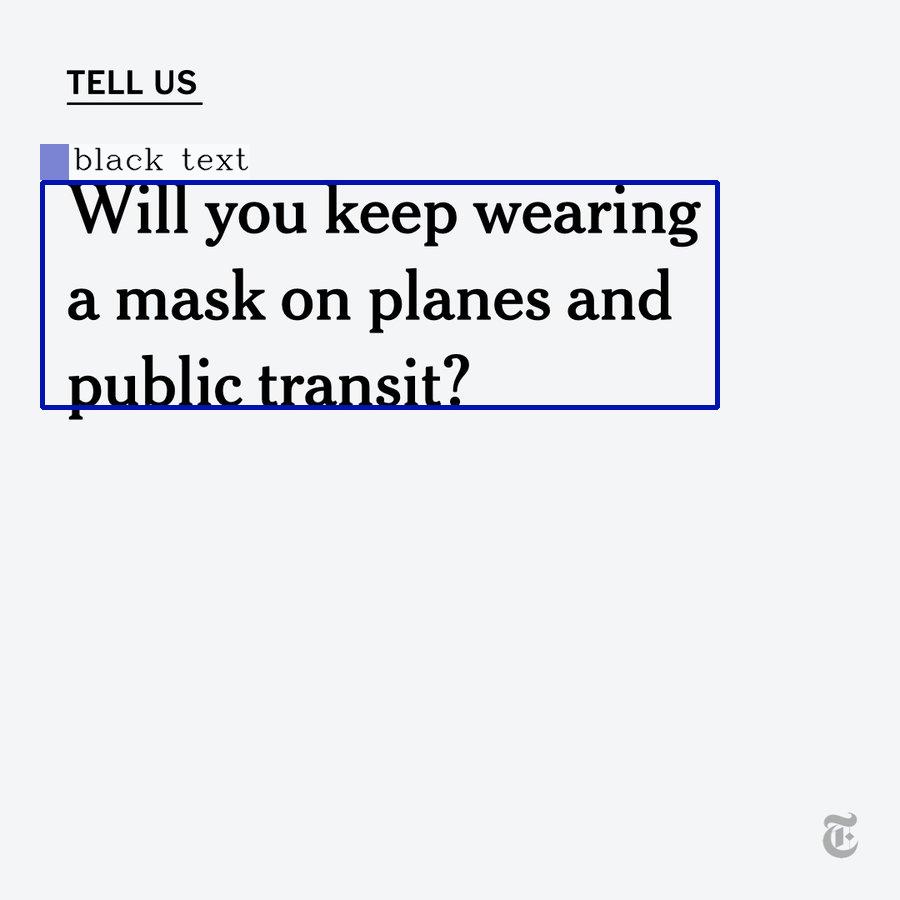 TELL US
black text
Will you keep wearing
a mask on planes and
public transit?
T